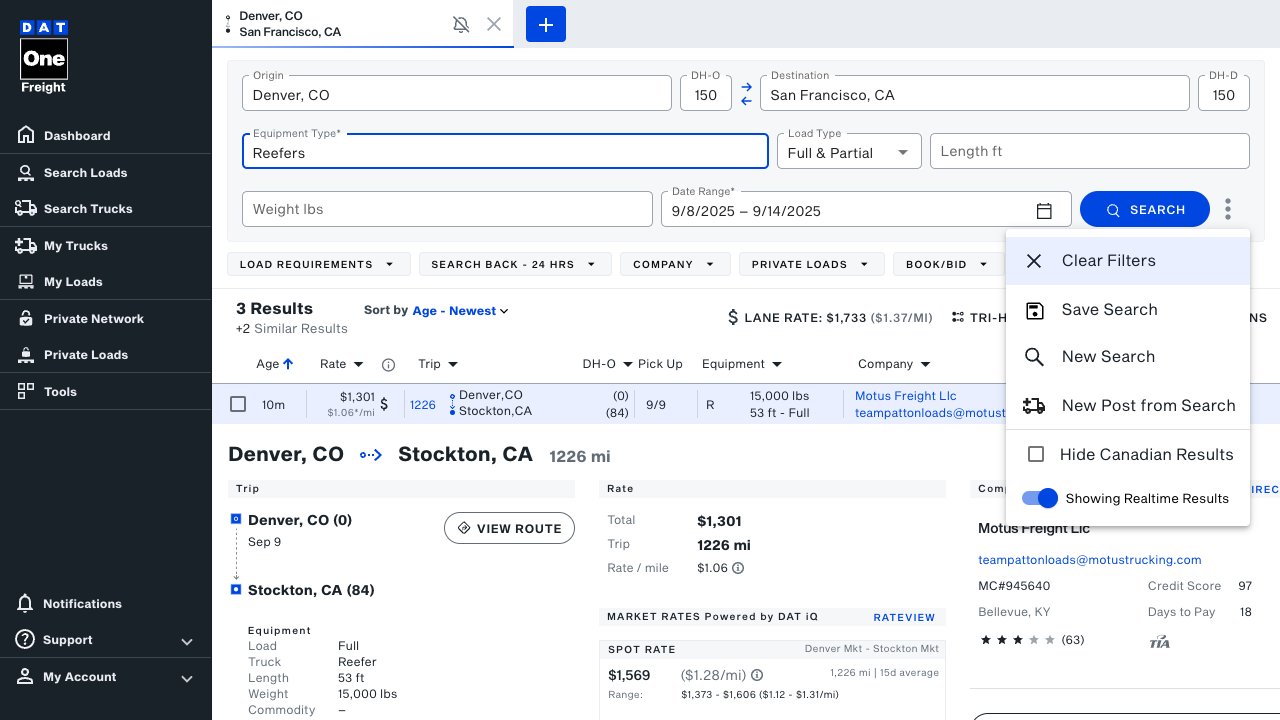 DAT
One
Freight
Dashboard
Search Loads
Search Trucks
My Trucks
My Loads
Private Network
Private Loads
Tools
Notifications
Support
My Account
Denver, CO
San Francisco, CA
Origin
Denver, CO
DH-O
150
Destination
San Francisco, CA
DH-D
150
Equipment Type*
Reefers
Load Type
Full & Partial
Length ft
Weight lbs
Date Range*
9/8/2025 – 9/14/2025
SEARCH
LOAD REQUIREMENTS
SEARCH BACK - 24 HRS
COMPANY
PRIVATE LOADS
BOOK/BID
Clear Filters
Save Search
New Search
New Post from Search
Hide Canadian Results
Showing Realtime Results
3 Results
+2 Similar Results
Sort by Age - Newest
$ LANE RATE: $1,733 ($1.37/MI)
TRI-H
NS
Age
Rate
Trip
DH-O
Pick Up
Equipment
Company
10m
$1,301
$1.06*/mi
$
1226
Denver,CO
Stockton,CA
(0)
(84)
9/9
R
15,000 lbs
53 ft - Full
Motus Freight Llc
teampattonloads@motust
Denver, CO
Stockton, CA
1226 mi
Trip
Denver, CO (0)
Sep 9
VIEW ROUTE
Stockton, CA (84)
Equipment
Load Full
Truck Reefer
Length 53 ft
Weight 15,000 lbs
Commodity –
Rate
Total $1,301
Trip 1226 mi
Rate / mile $1.06
MARKET RATES Powered by DAT iQ
RATEVIEW
SPOT RATE
Denver Mkt - Stockton Mkt
$1,569 ($1.28/mi)
1,226 mi | 15d average
Range: $1,373 - $1,606 ($1.12 - $1.31/mi)
Comp
IREC
Motus Freight Llc
teampattonloads@motustrucking.com
MC#945640
Credit Score 97
Bellevue, KY
Days to Pay 18
(63)
TIA